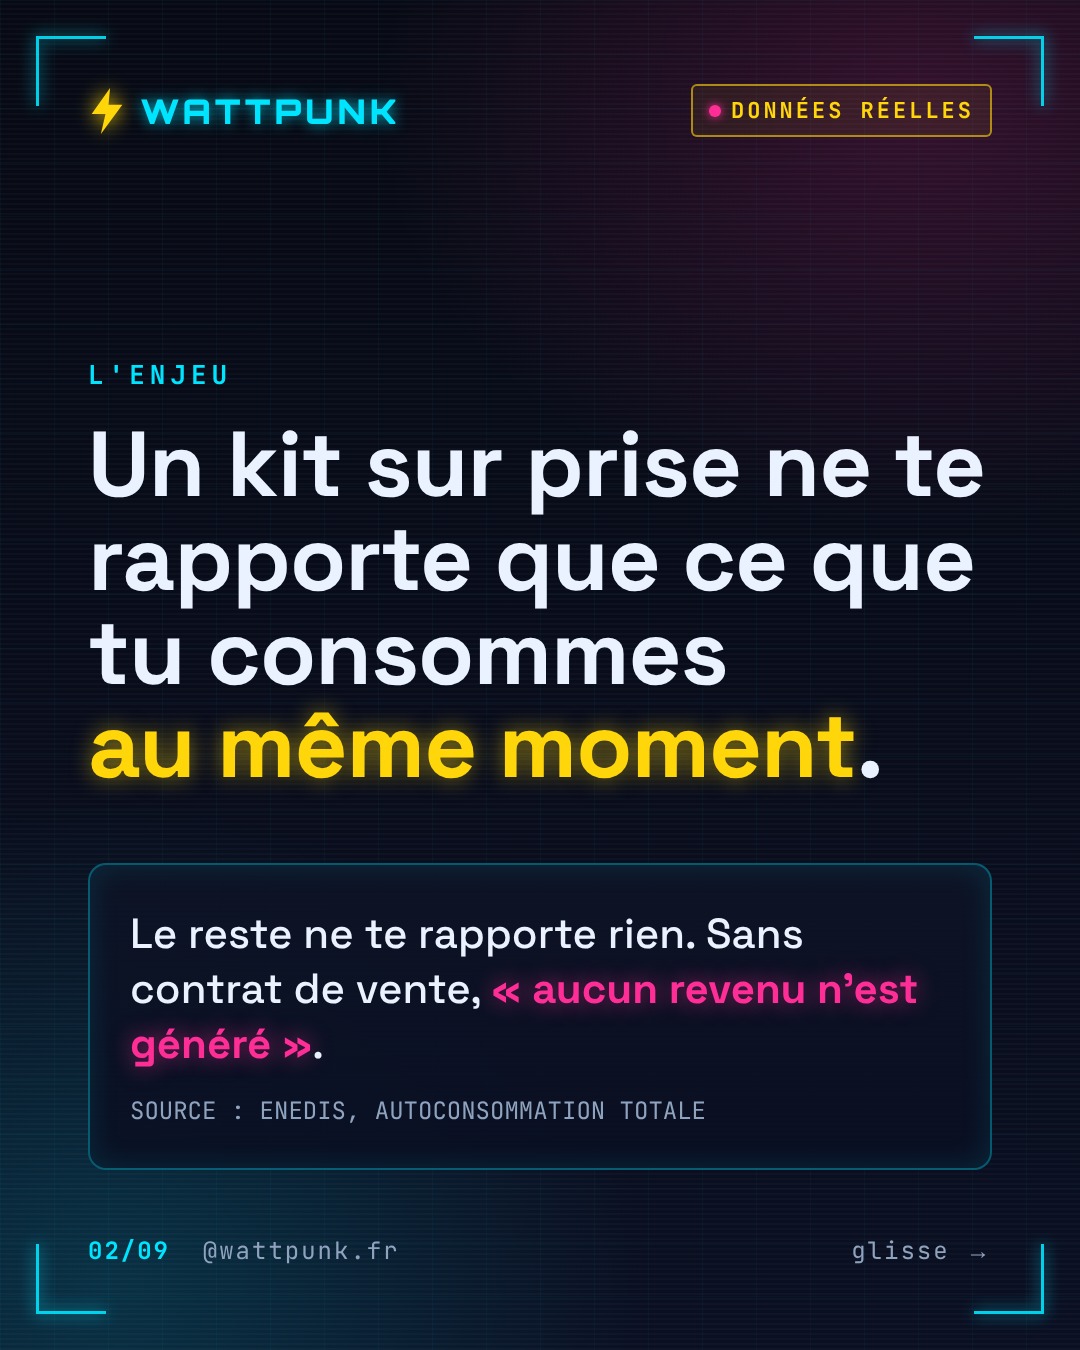 WATTPUNK
DONNÉES RÉELLES
L'ENJEU
Un kit sur prise ne te
rapporte que ce que
tu consommes
au même moment.
Le reste ne te rapporte rien. Sans
contrat de vente, « aucun revenu n’est
généré ».
SOURCE : ENEDIS, AUTOCONSOMMATION TOTALE
02/09 @wattpunk.fr
glisse →